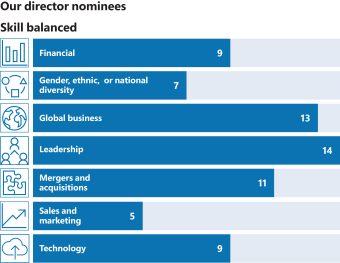 Our director nominees
Skill balanced
Financial 9
Gender, ethnic, or national
diversity 7
Global business 13
Leadership 14
Mergers and
acquisitions 11
Sales and
marketing 5
Technology 9